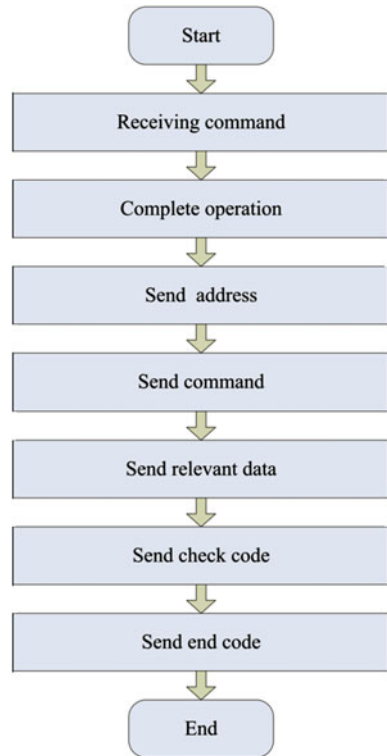 Start
Receiving command
Complete operation
Send address
Send command
Send relevant data
Send check code
Send end code
End